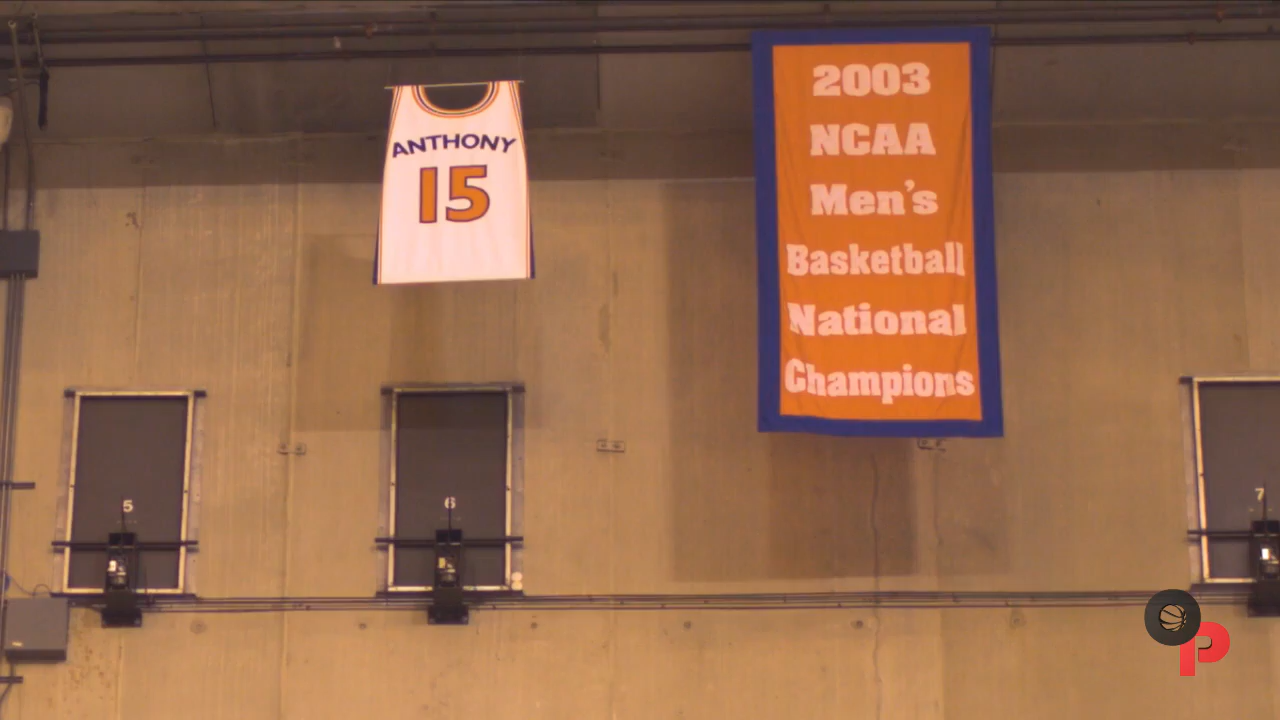 ANTHONY
15
2003
NCAA
Men's
Basketball
National
Champions
5
6
7
P